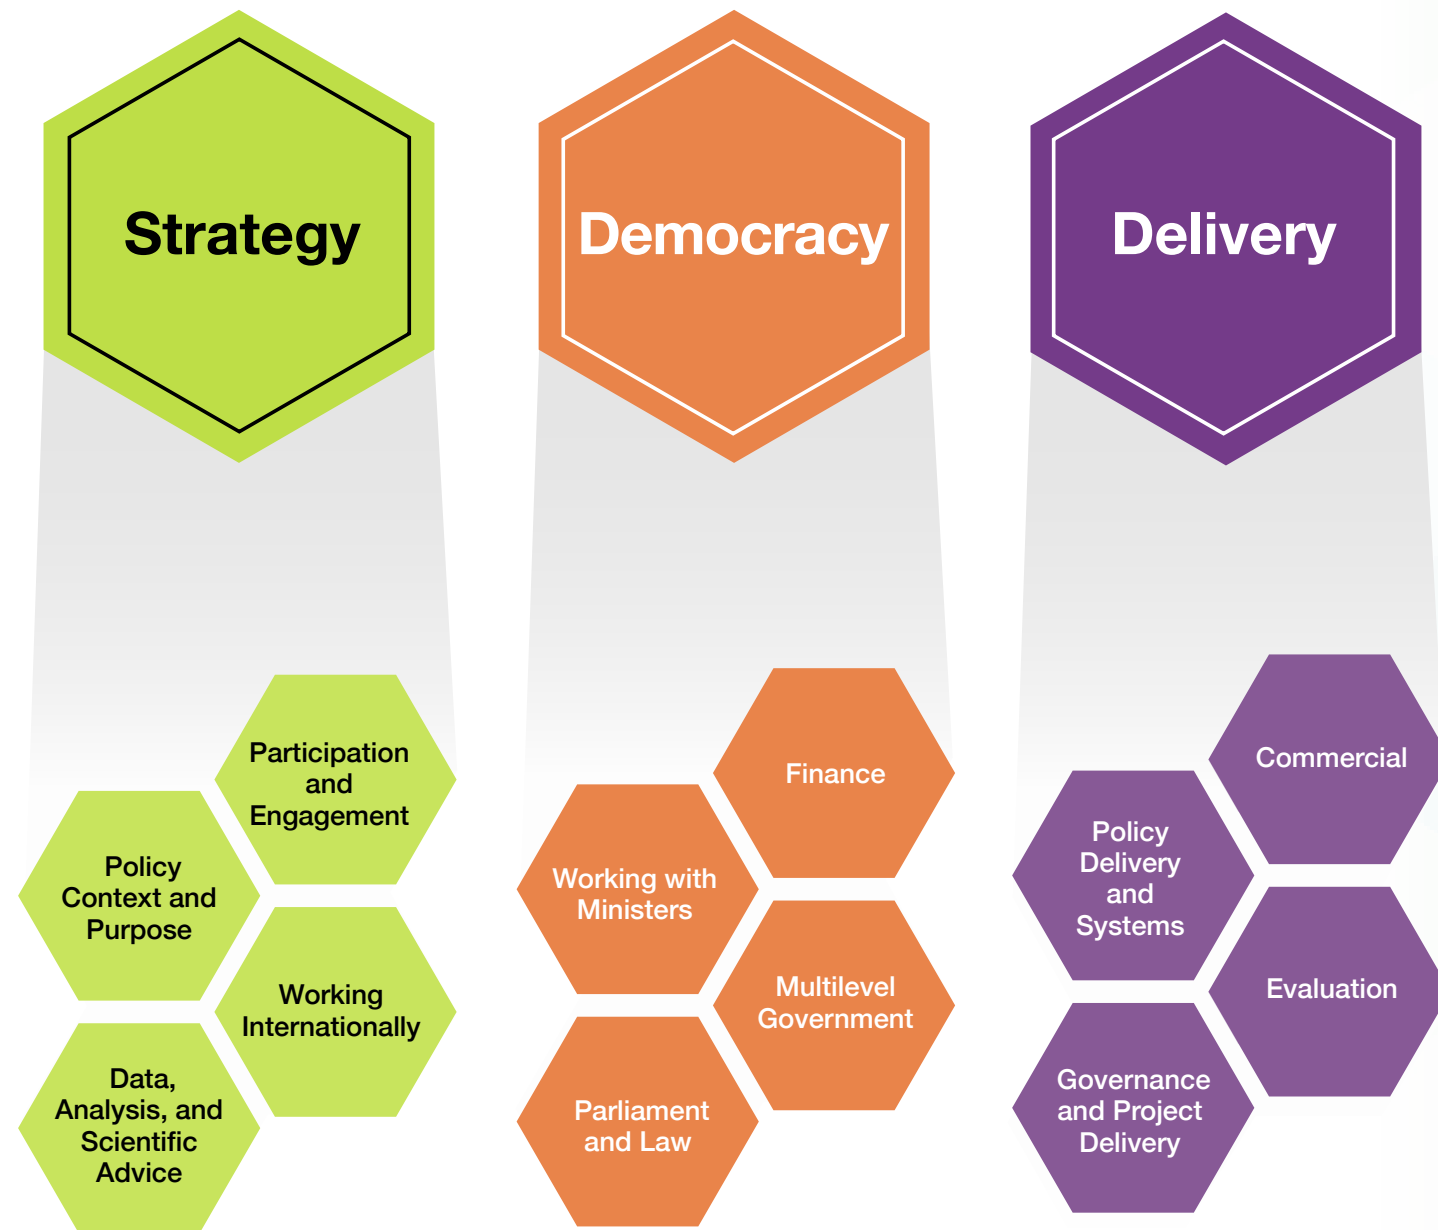 Strategy
Participation
and
Engagement
Policy
Context and
Purpose
Working
Internationally
Data,
Analysis, and
Scientific
Advice
Democracy
Finance
Working with
Ministers
Multilevel
Government
Parliament
and Law
Delivery
Commercial
Policy
Delivery
and
Systems
Evaluation
Governance
and Project
Delivery